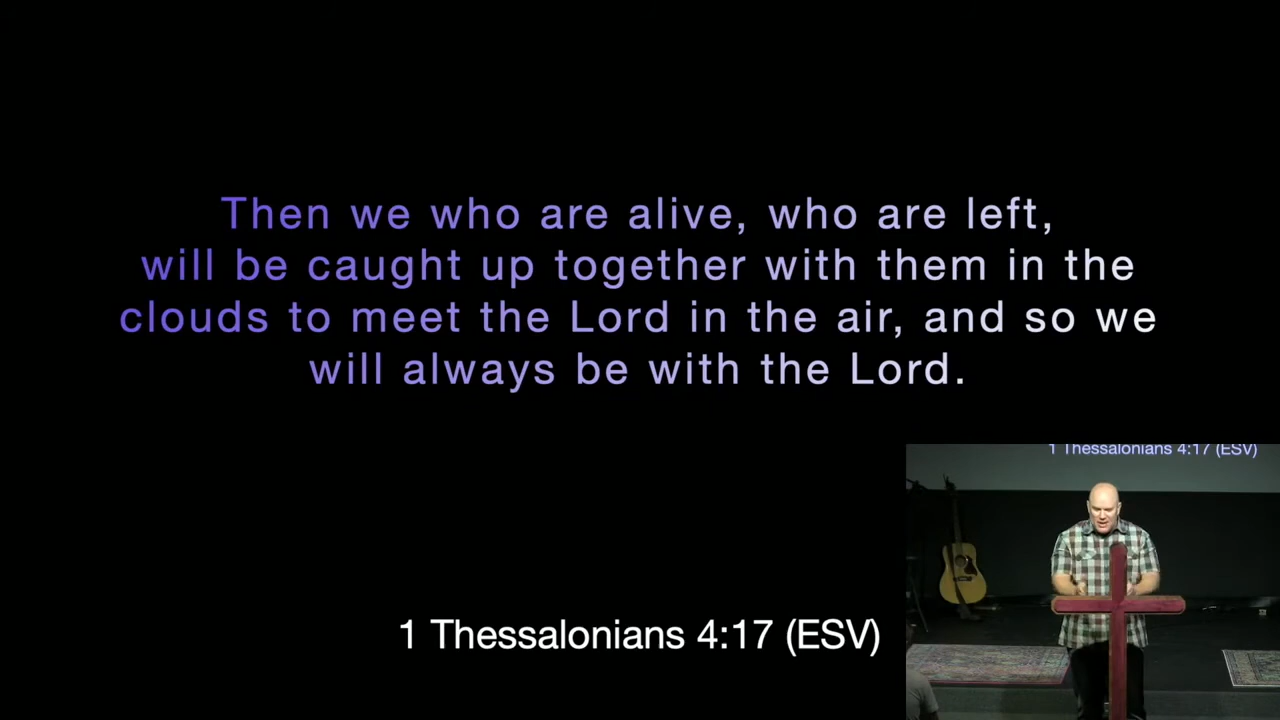 Then we who are alive, who are left,
will be caught up together with them in the
clouds to meet the Lord in the air, and so we
will always be with the Lord.
1 Thessalonians 4:17 (ESV)
1 Thessalonians 4:17 (ESV)